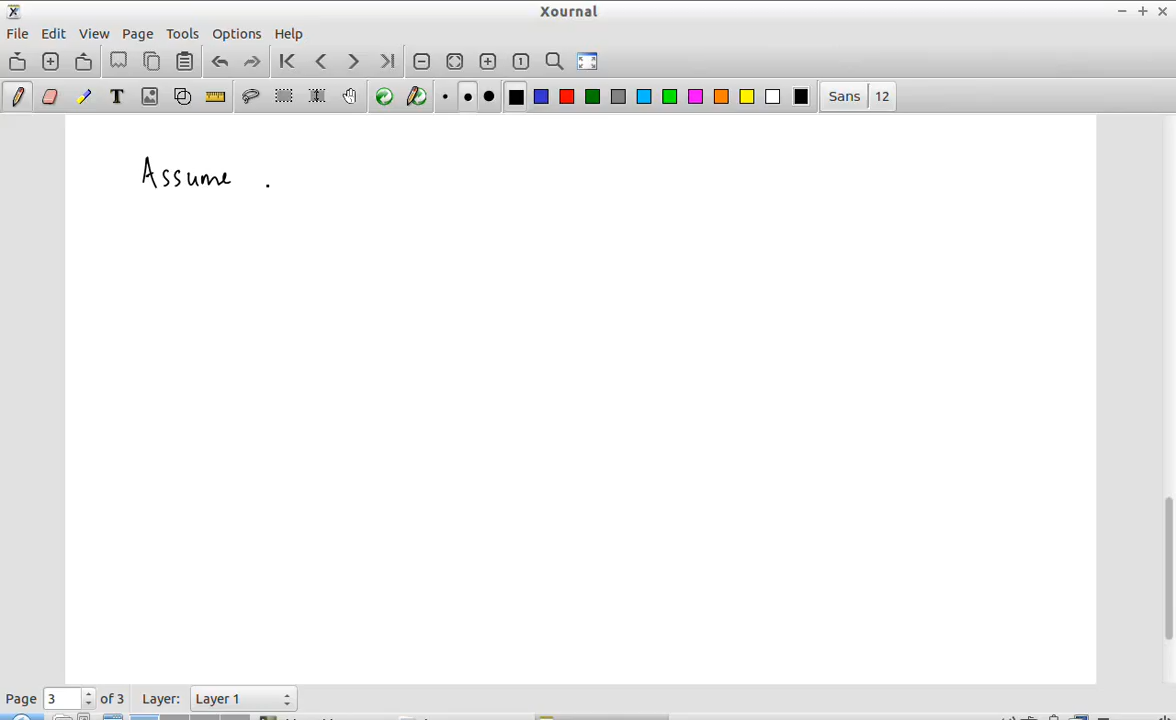 Xournal
File Edit View Page Tools Options Help
T Sans 12
Assume .
Page 3 of 3 Layer: Layer 1